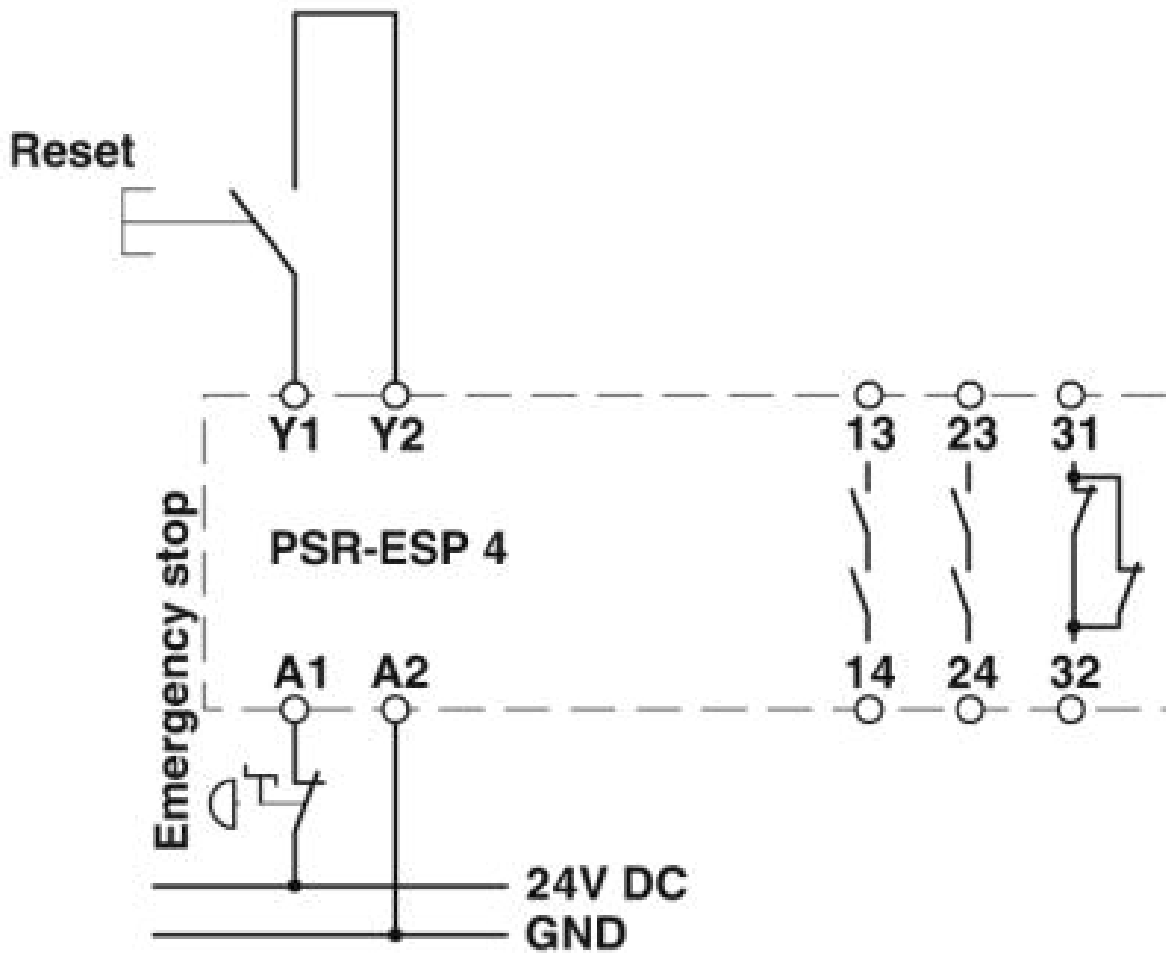 Reset
Y1 Y2 13 23 31
PSR-ESP 4
Emergency stop
A1 A2 14 24 32
24V DC
GND